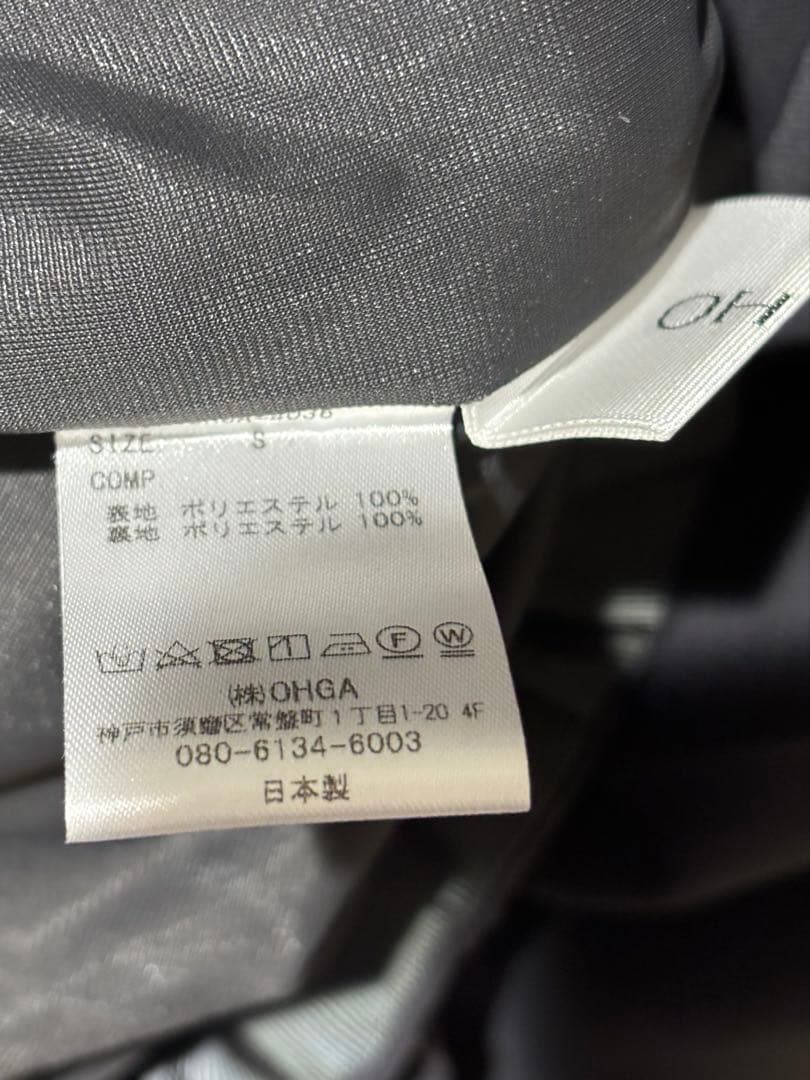 SIZE S
COMP
表地 ポリエステル 100%
裏地 ポリエステル 100%
F W
(株)OHGA
神戸市須磨区常盤町1丁目1-20 4F
080-6134-6003
日本製
OH